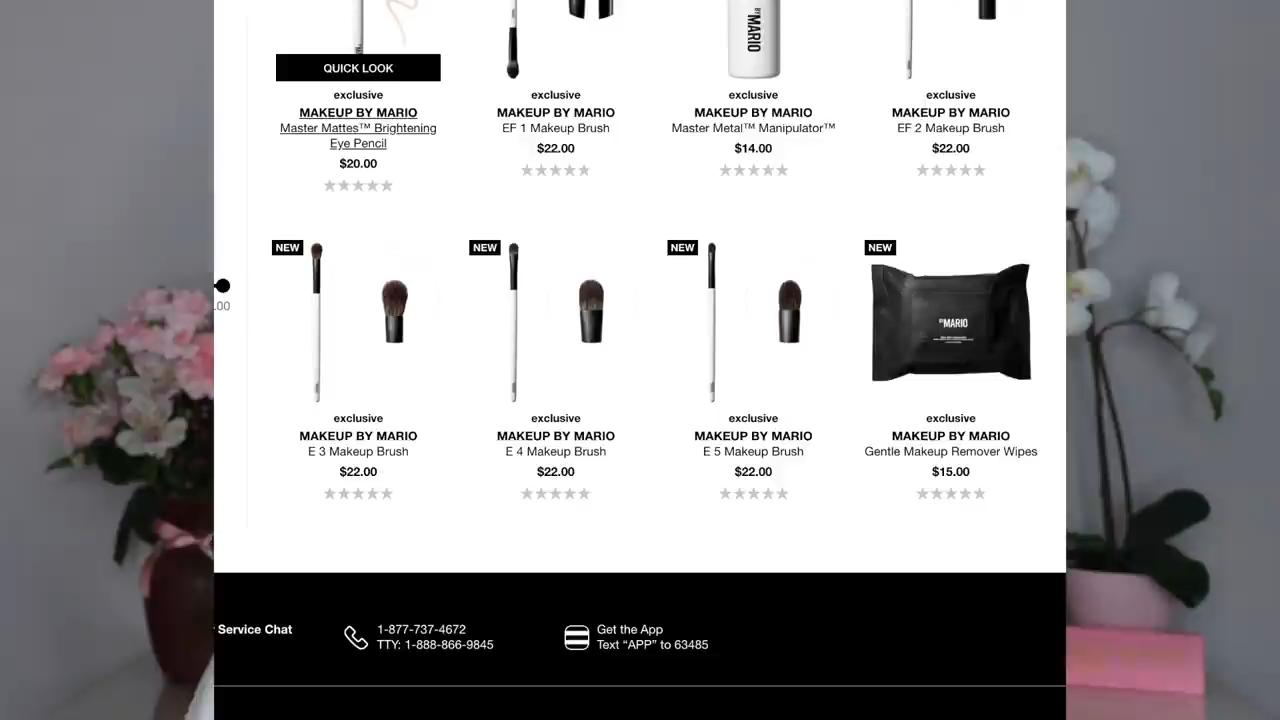 BY MARIO
QUICK LOOK
exclusive
MAKEUP BY MARIO
Master Mattes™ Brightening
Eye Pencil
$20.00
exclusive
MAKEUP BY MARIO
EF 1 Makeup Brush
$22.00
exclusive
MAKEUP BY MARIO
Master Metal™ Manipulator™
$14.00
exclusive
MAKEUP BY MARIO
EF 2 Makeup Brush
$22.00
.00
NEW
exclusive
MAKEUP BY MARIO
E 3 Makeup Brush
$22.00
NEW
exclusive
MAKEUP BY MARIO
E 4 Makeup Brush
$22.00
NEW
exclusive
MAKEUP BY MARIO
E 5 Makeup Brush
$22.00
NEW
BY MARIO
exclusive
MAKEUP BY MARIO
Gentle Makeup Remover Wipes
$15.00
Service Chat
1-877-737-4672
TTY: 1-888-866-9845
Get the App
Text “APP” to 63485